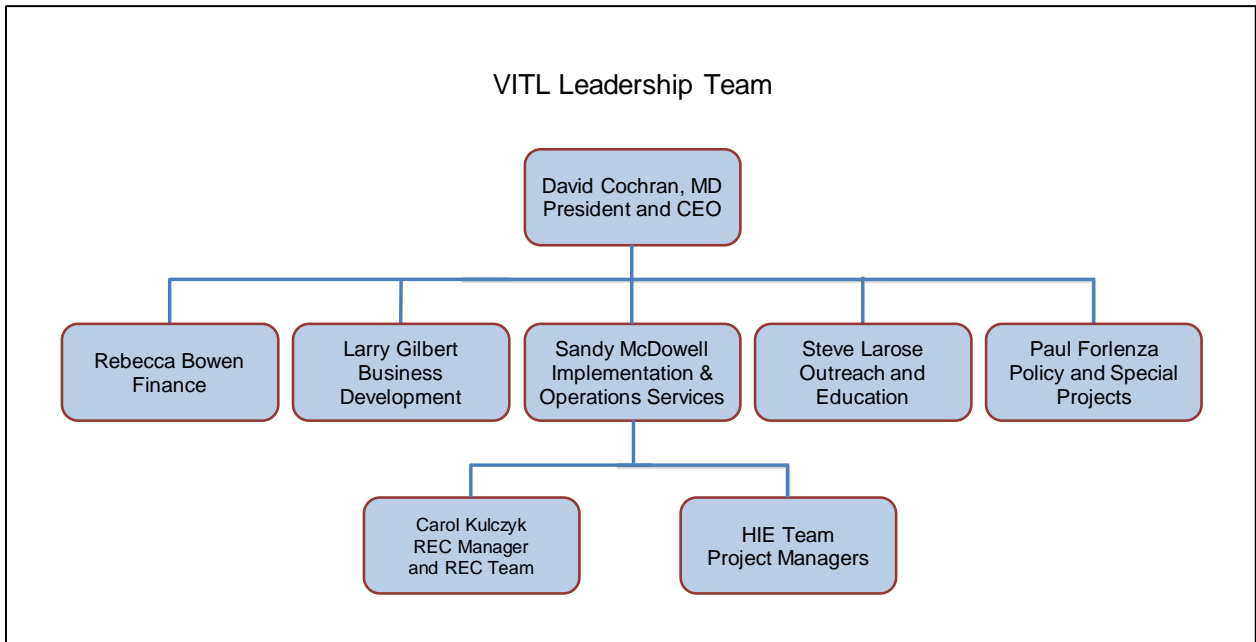 VITL Leadership Team
David Cochran, MD
President and CEO
Rebecca Bowen
Finance
Larry Gilbert
Business
Development
Sandy McDowell
Implementation &
Operations Services
Steve Larose
Outreach and
Education
Paul Forlenza
Policy and Special
Projects
Carol Kulczyk
REC Manager
and REC Team
HIE Team
Project Managers